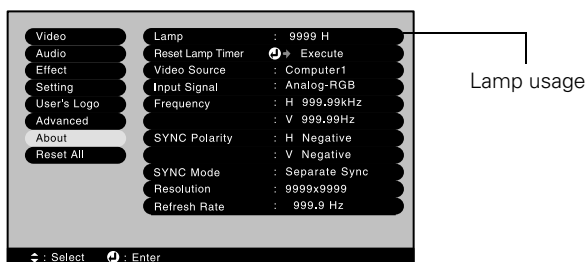 Video
Audio
Effect
Setting
User's Logo
Advanced
About
Reset All
Lamp : 9999 H
Reset Lamp Timer Execute
Video Source : Computer1
Input Signal : Analog-RGB
Frequency : H 999.99kHz
: V 999.99Hz
SYNC Polarity : H Negative
: V Negative
SYNC Mode : Separate Sync
Resolution : 9999x9999
Refresh Rate : 999.9 Hz
: Select : Enter
Lamp usage